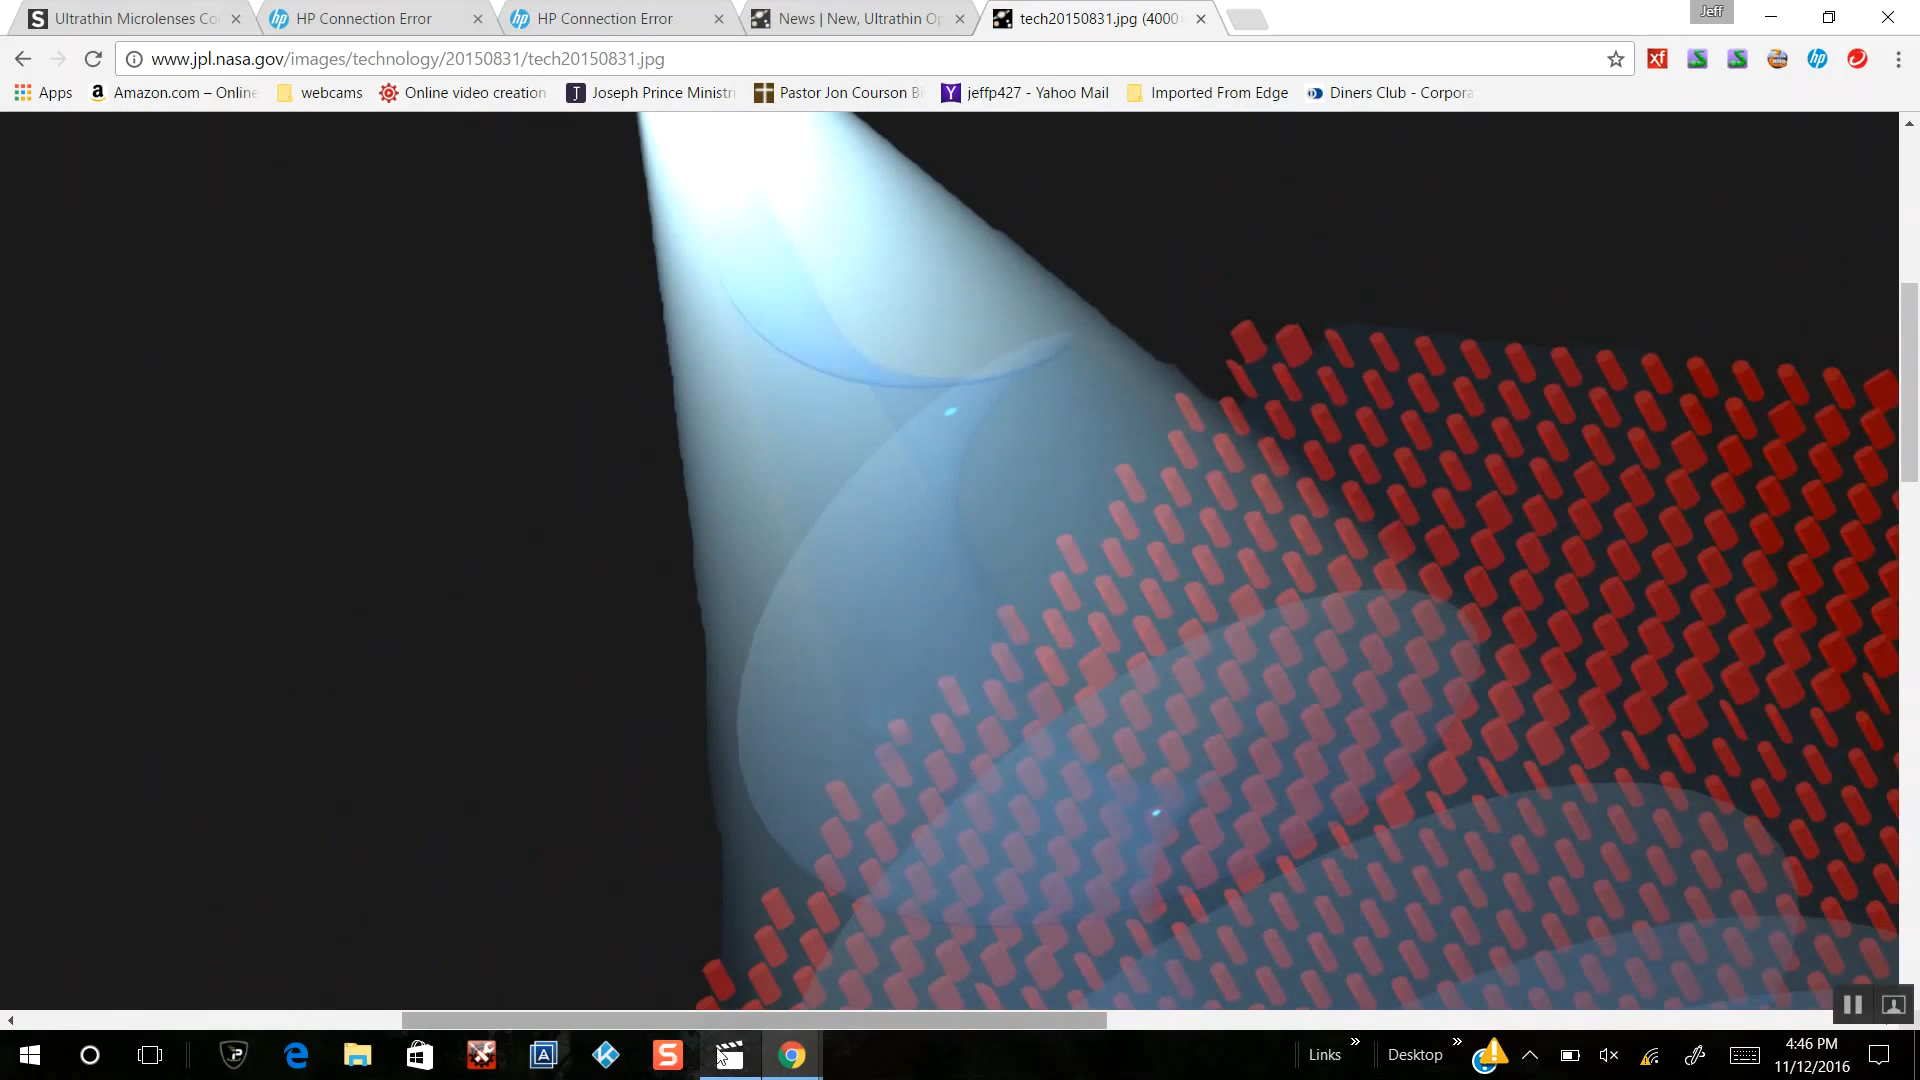 Ultrathin Microlenses Co
HP Connection Error
HP Connection Error
News | New, Ultrathin Op
tech20150831.jpg (4000
Jeff
www.jpl.nasa.gov/images/technology/20150831/tech20150831.jpg
Apps
Amazon.com – Online
webcams
Online video creation
Joseph Prince Ministri
Pastor Jon Courson B
jeffp427 - Yahoo Mail
Imported From Edge
Diners Club - Corpora
Links
Desktop
4:46 PM
11/12/2016